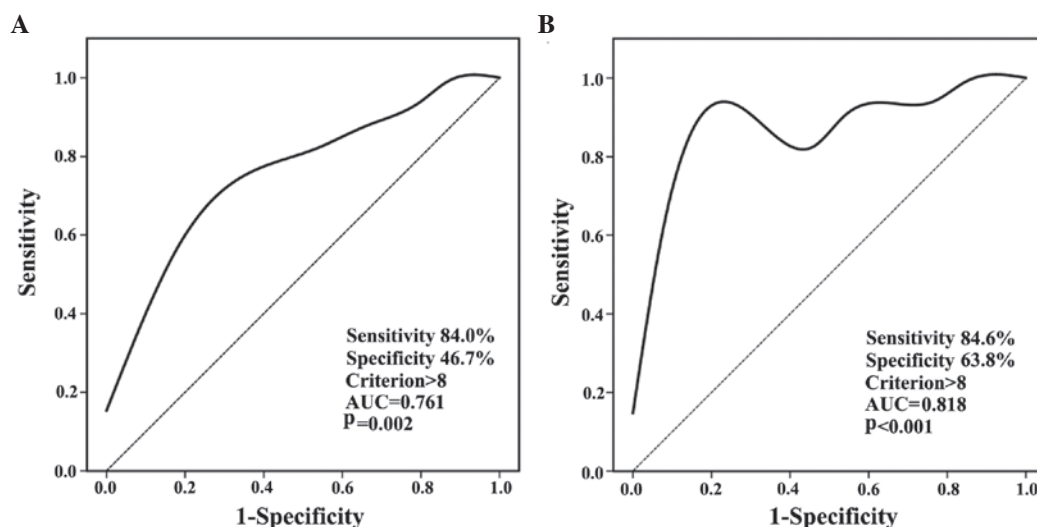 A
1.0
0.8
0.6
0.4
0.2
0.0
Sensitivity
0.0 0.2 0.4 0.6 0.8 1.0
1-Specificity
Sensitivity 84.0%
Specificity 46.7%
Criterion>8
AUC=0.761
p=0.002
B
1.0
0.8
0.6
0.4
0.2
0.0
Sensitivity
0.0 0.2 0.4 0.6 0.8 1.0
1-Specificity
Sensitivity 84.6%
Specificity 63.8%
Criterion>8
AUC=0.818
p<0.001